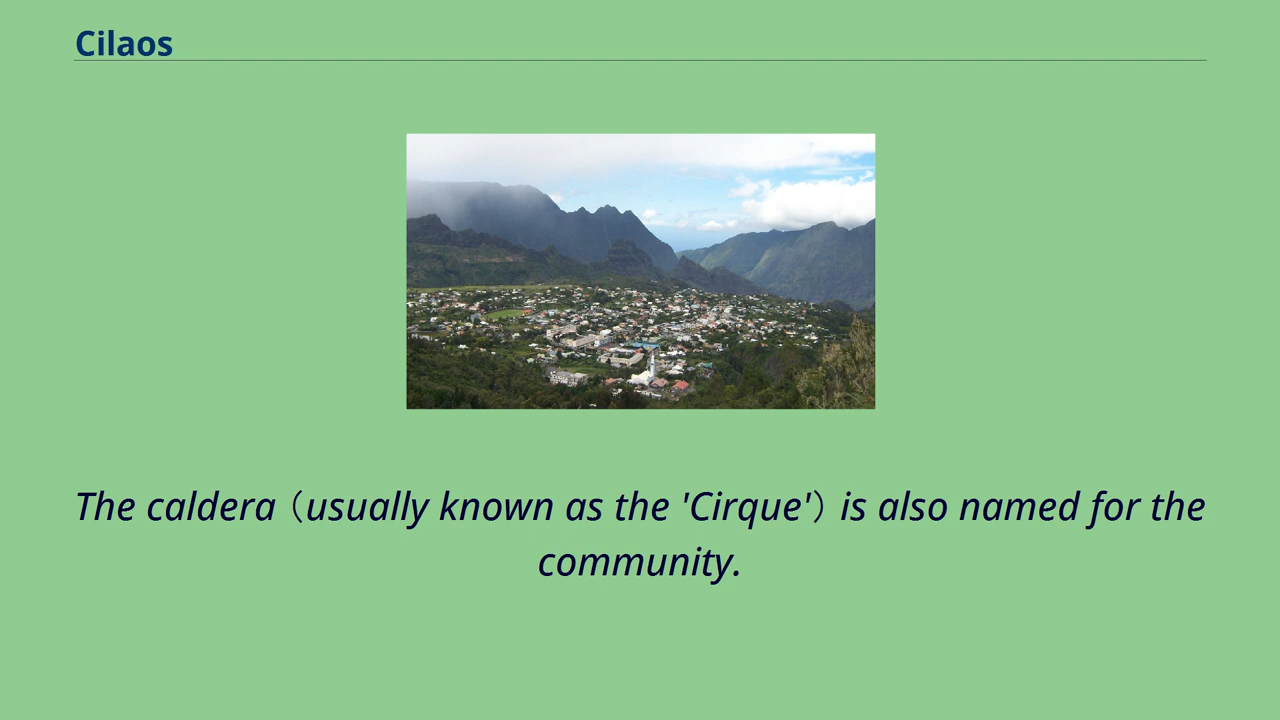 Cilaos
The caldera（usually known as the 'Cirque'）is also named for the
community.